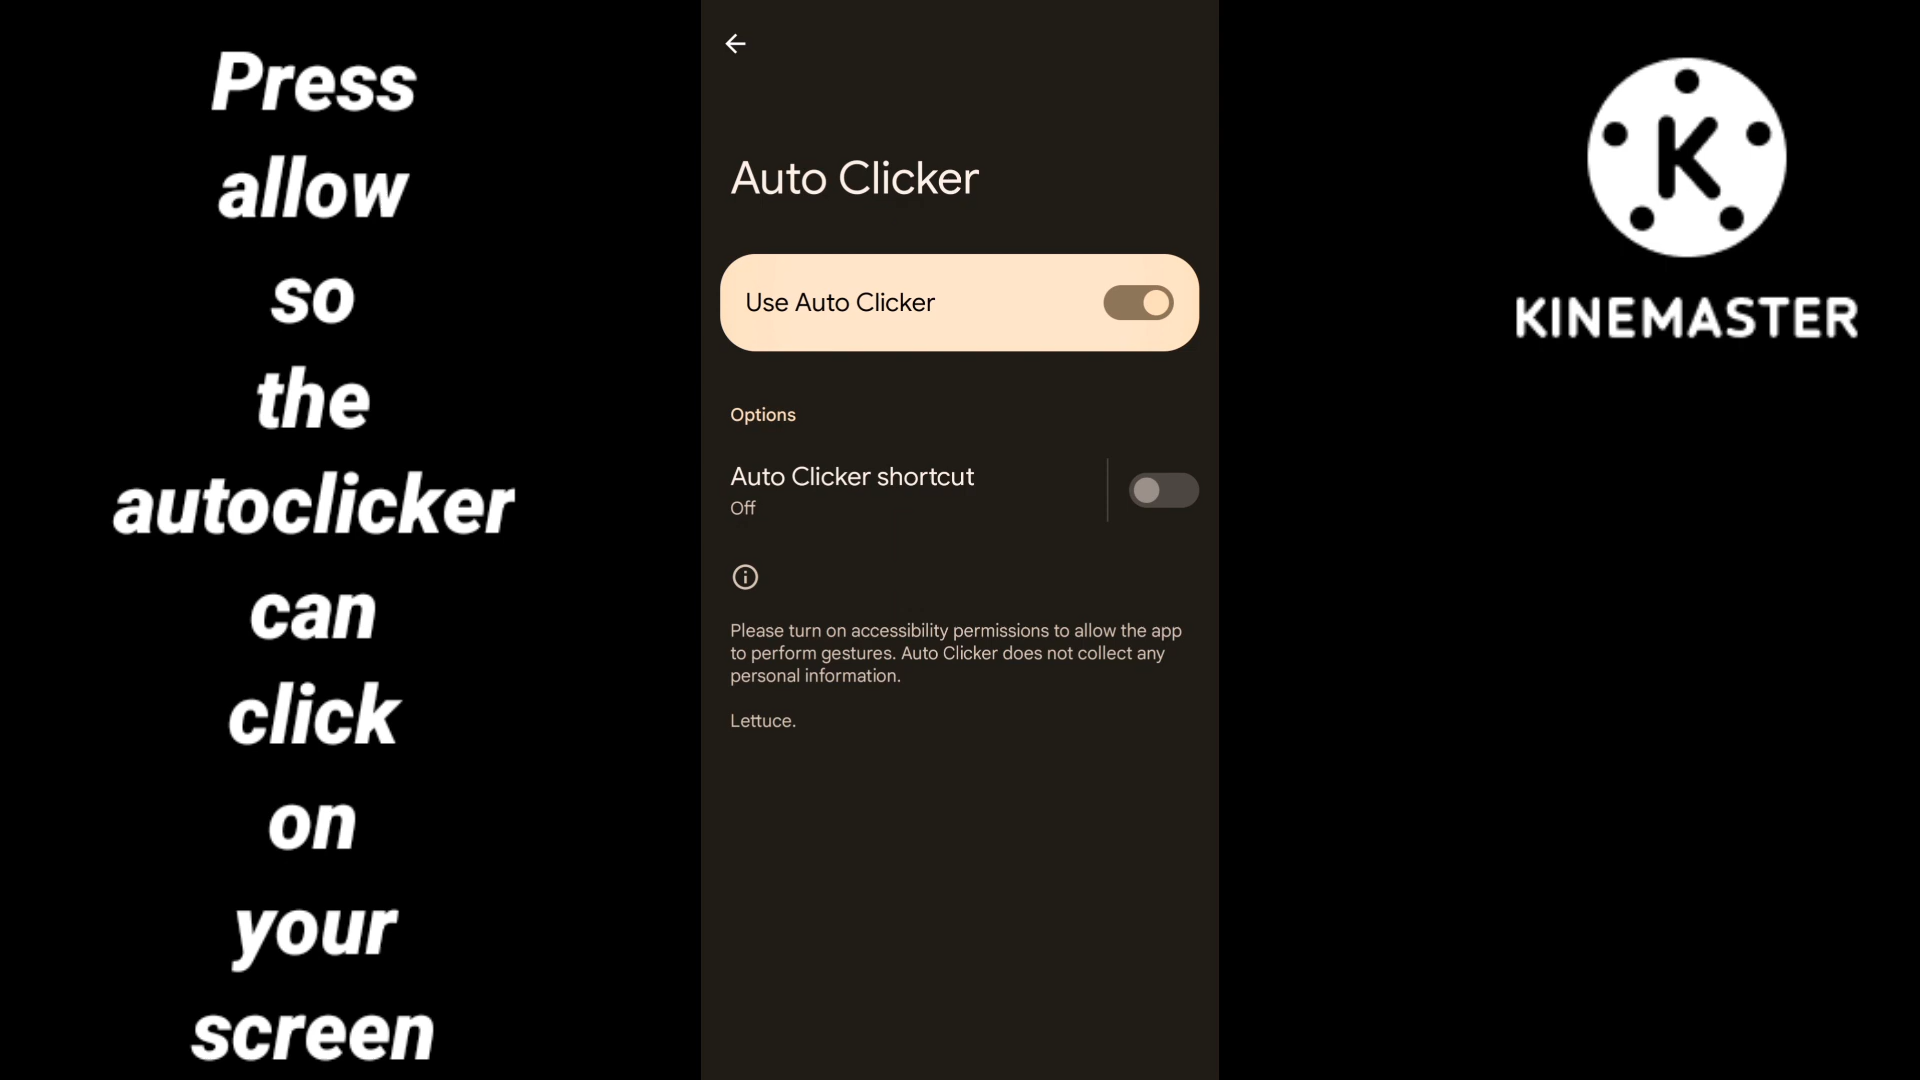 Press
allow
so
the
autoclicker
can
click
on
your
screen
Auto Clicker
Use Auto Clicker
Options
Auto Clicker shortcut
Off
Please turn on accessibility permissions to allow the app
to perform gestures. Auto Clicker does not collect any
personal information.
Lettuce.
K
KINEMASTER